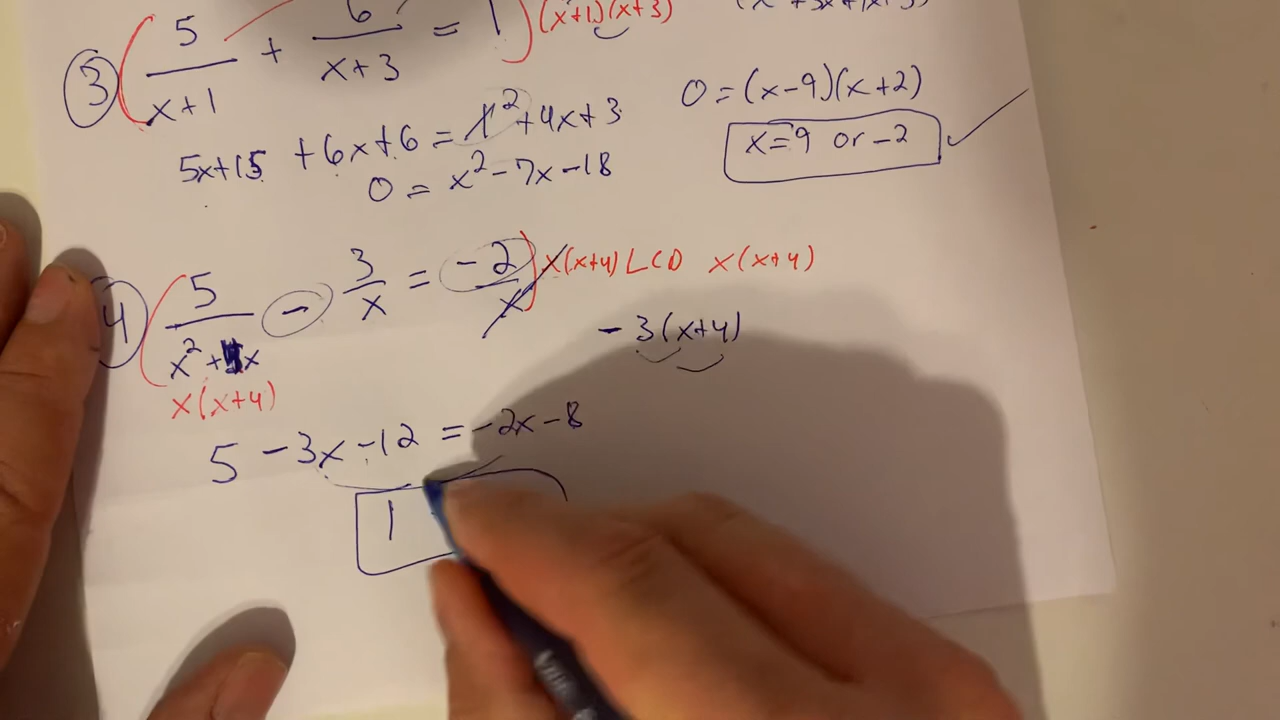 ③ ( 5/(x+1) + 6/(x+3) = 1 ) (x+1)(x+3)
5x+15 + 6x+6 = x²+4x+3
0 = x²-7x-18
0=(x-9)(x+2)
x=9 or -2 ✓
④ ( 5/(x²+4x) - 3/x = -2/x ) x(x+4) LCD x(x+4)
x(x+4)
-3(x+4)
5 -3x -12 = -2x-8
1